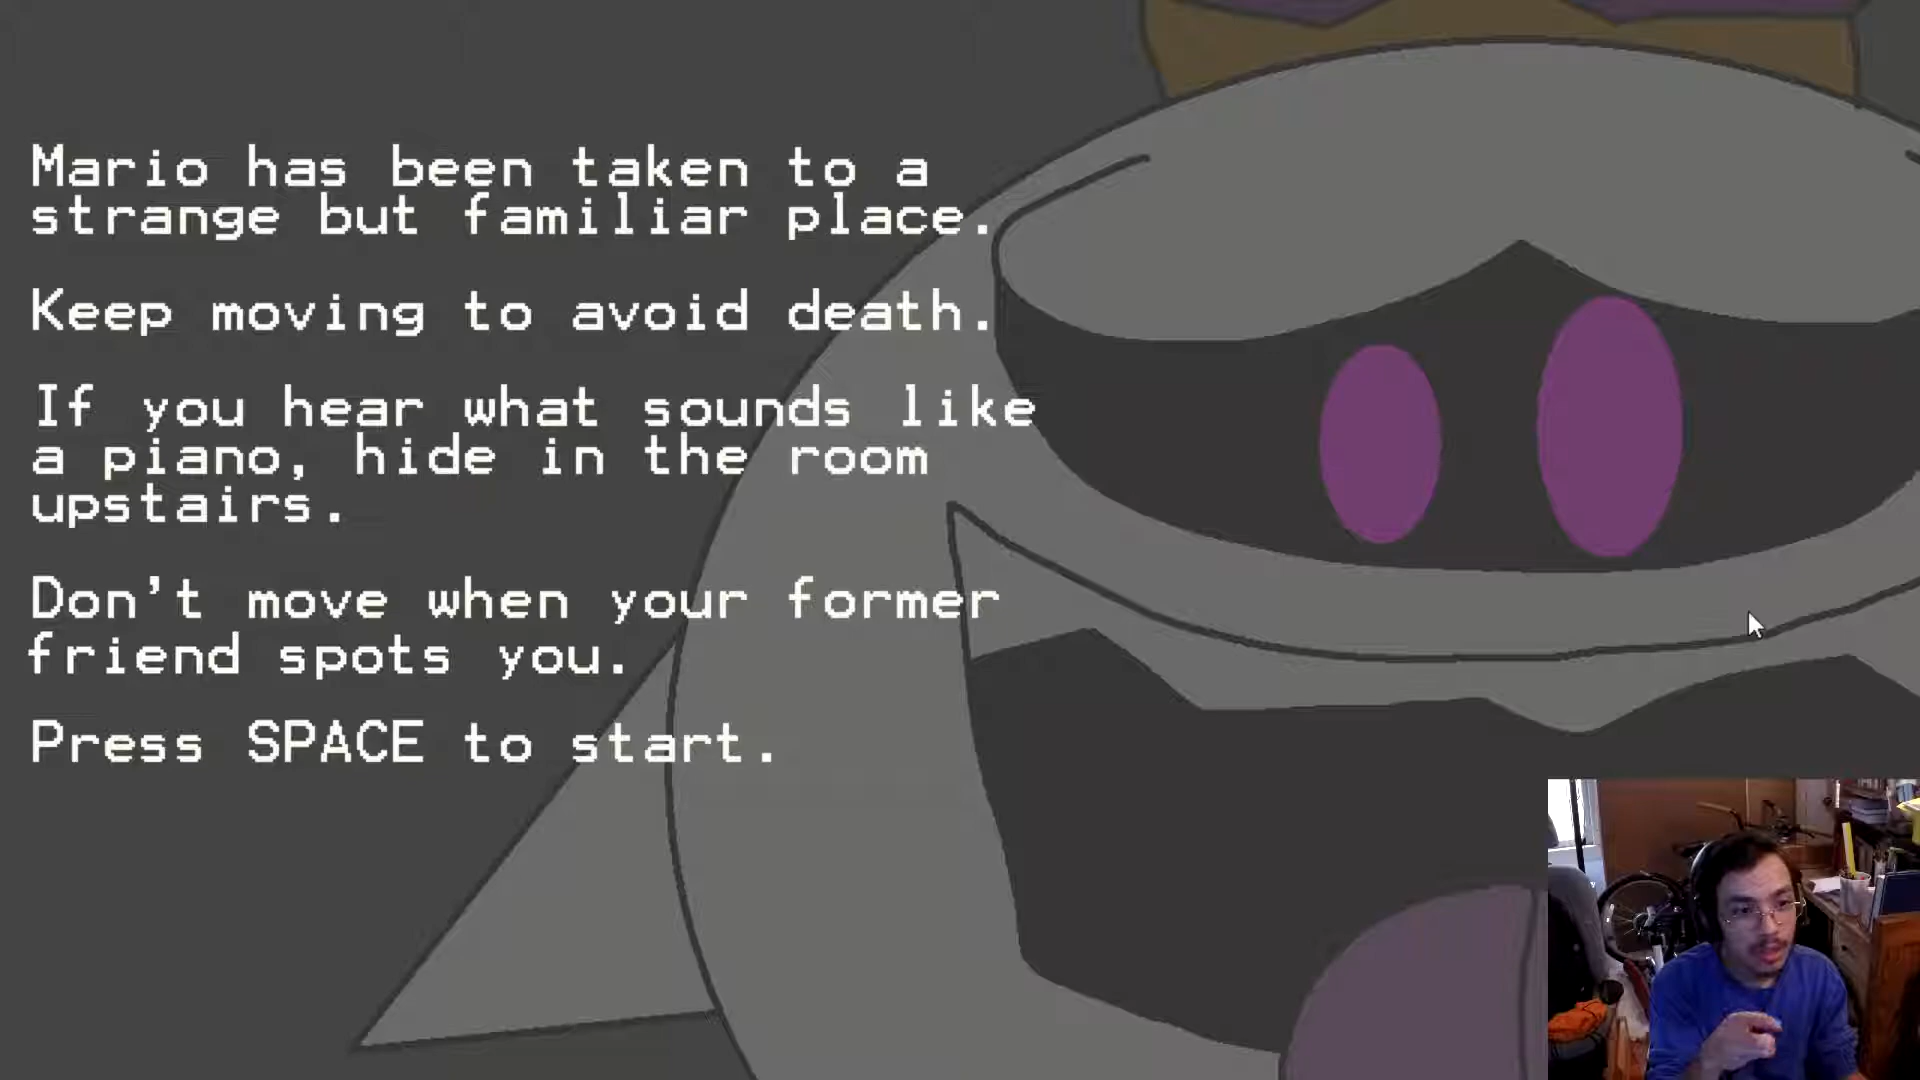 Mario has been taken to a
strange but familiar place.
Keep moving to avoid death.
If you hear what sounds like
a piano, hide in the room
upstairs.
Don't move when your former
friend spots you.
Press SPACE to start.